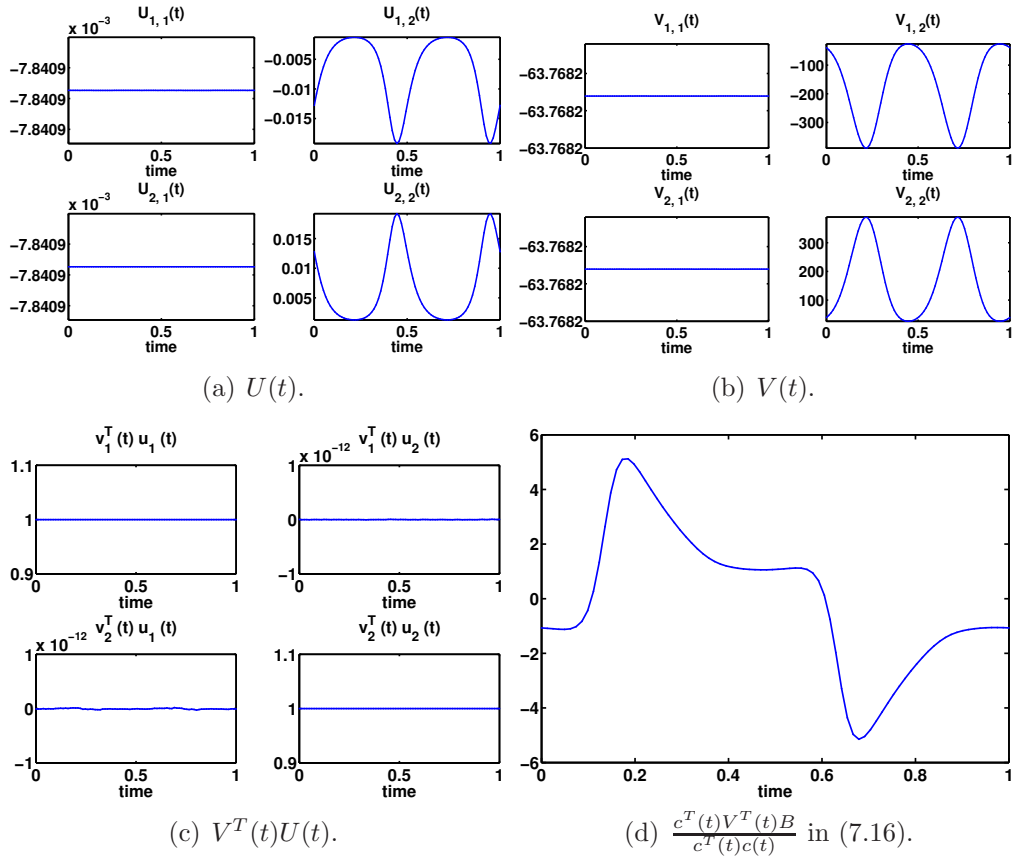 x 10⁻³
U₁, ₁(t)
−7.8409
−7.8409
−7.8409
0
0.5
1
time
U₁, ₂(t)
−0.005
−0.01
−0.015
0
0.5
1
time
x 10⁻³
U₂, ₁(t)
−7.8409
−7.8409
−7.8409
0
0.5
1
time
U₂, ₂(t)
0.015
0.01
0.005
0
0.5
1
time
(a) U(t).
V₁, ₁(t)
−63.7682
−63.7682
−63.7682
0
0.5
1
time
V₁, ₂(t)
−100
−200
−300
0
0.5
1
time
V₂, ₁(t)
−63.7682
−63.7682
−63.7682
0
0.5
1
time
V₂, ₂(t)
300
200
100
0
0.5
1
time
(b) V(t).
v₁ᵀ(t) u₁(t)
1.1
1
0.9
0
0.5
1
time
x 10⁻¹²
v₁ᵀ(t) u₂(t)
1
0
−1
0
0.5
1
time
x 10⁻¹²
v₂ᵀ(t) u₁(t)
1
0
−1
0
0.5
1
time
v₂ᵀ(t) u₂(t)
1.1
1
0.9
0
0.5
1
time
(c) Vᵀ(t)U(t).
6
4
2
0
−2
−4
−6
0
0.2
0.4
0.6
0.8
1
time
(d) cᵀ(t)Vᵀ(t)B / cᵀ(t)c(t) in (7.16).